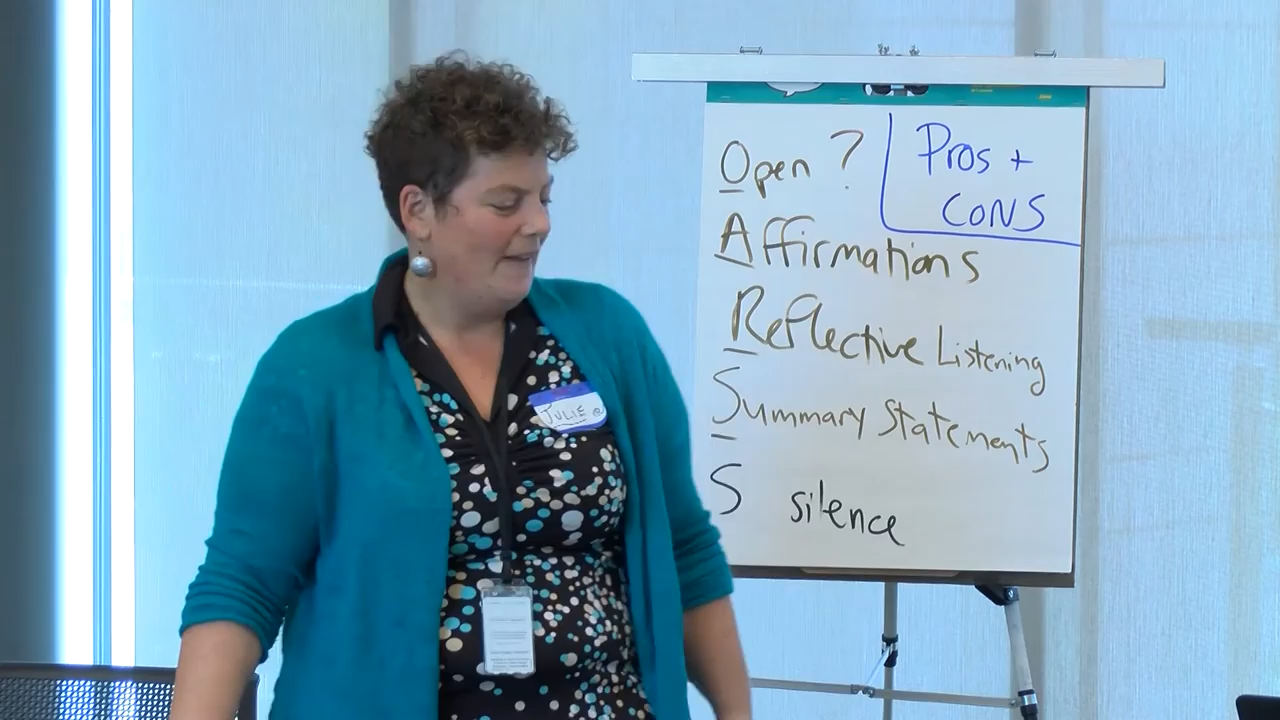 Open ?
Pros +
CONS
Affirmations
Reflective Listening
Summary Statements
S silence
JULIE